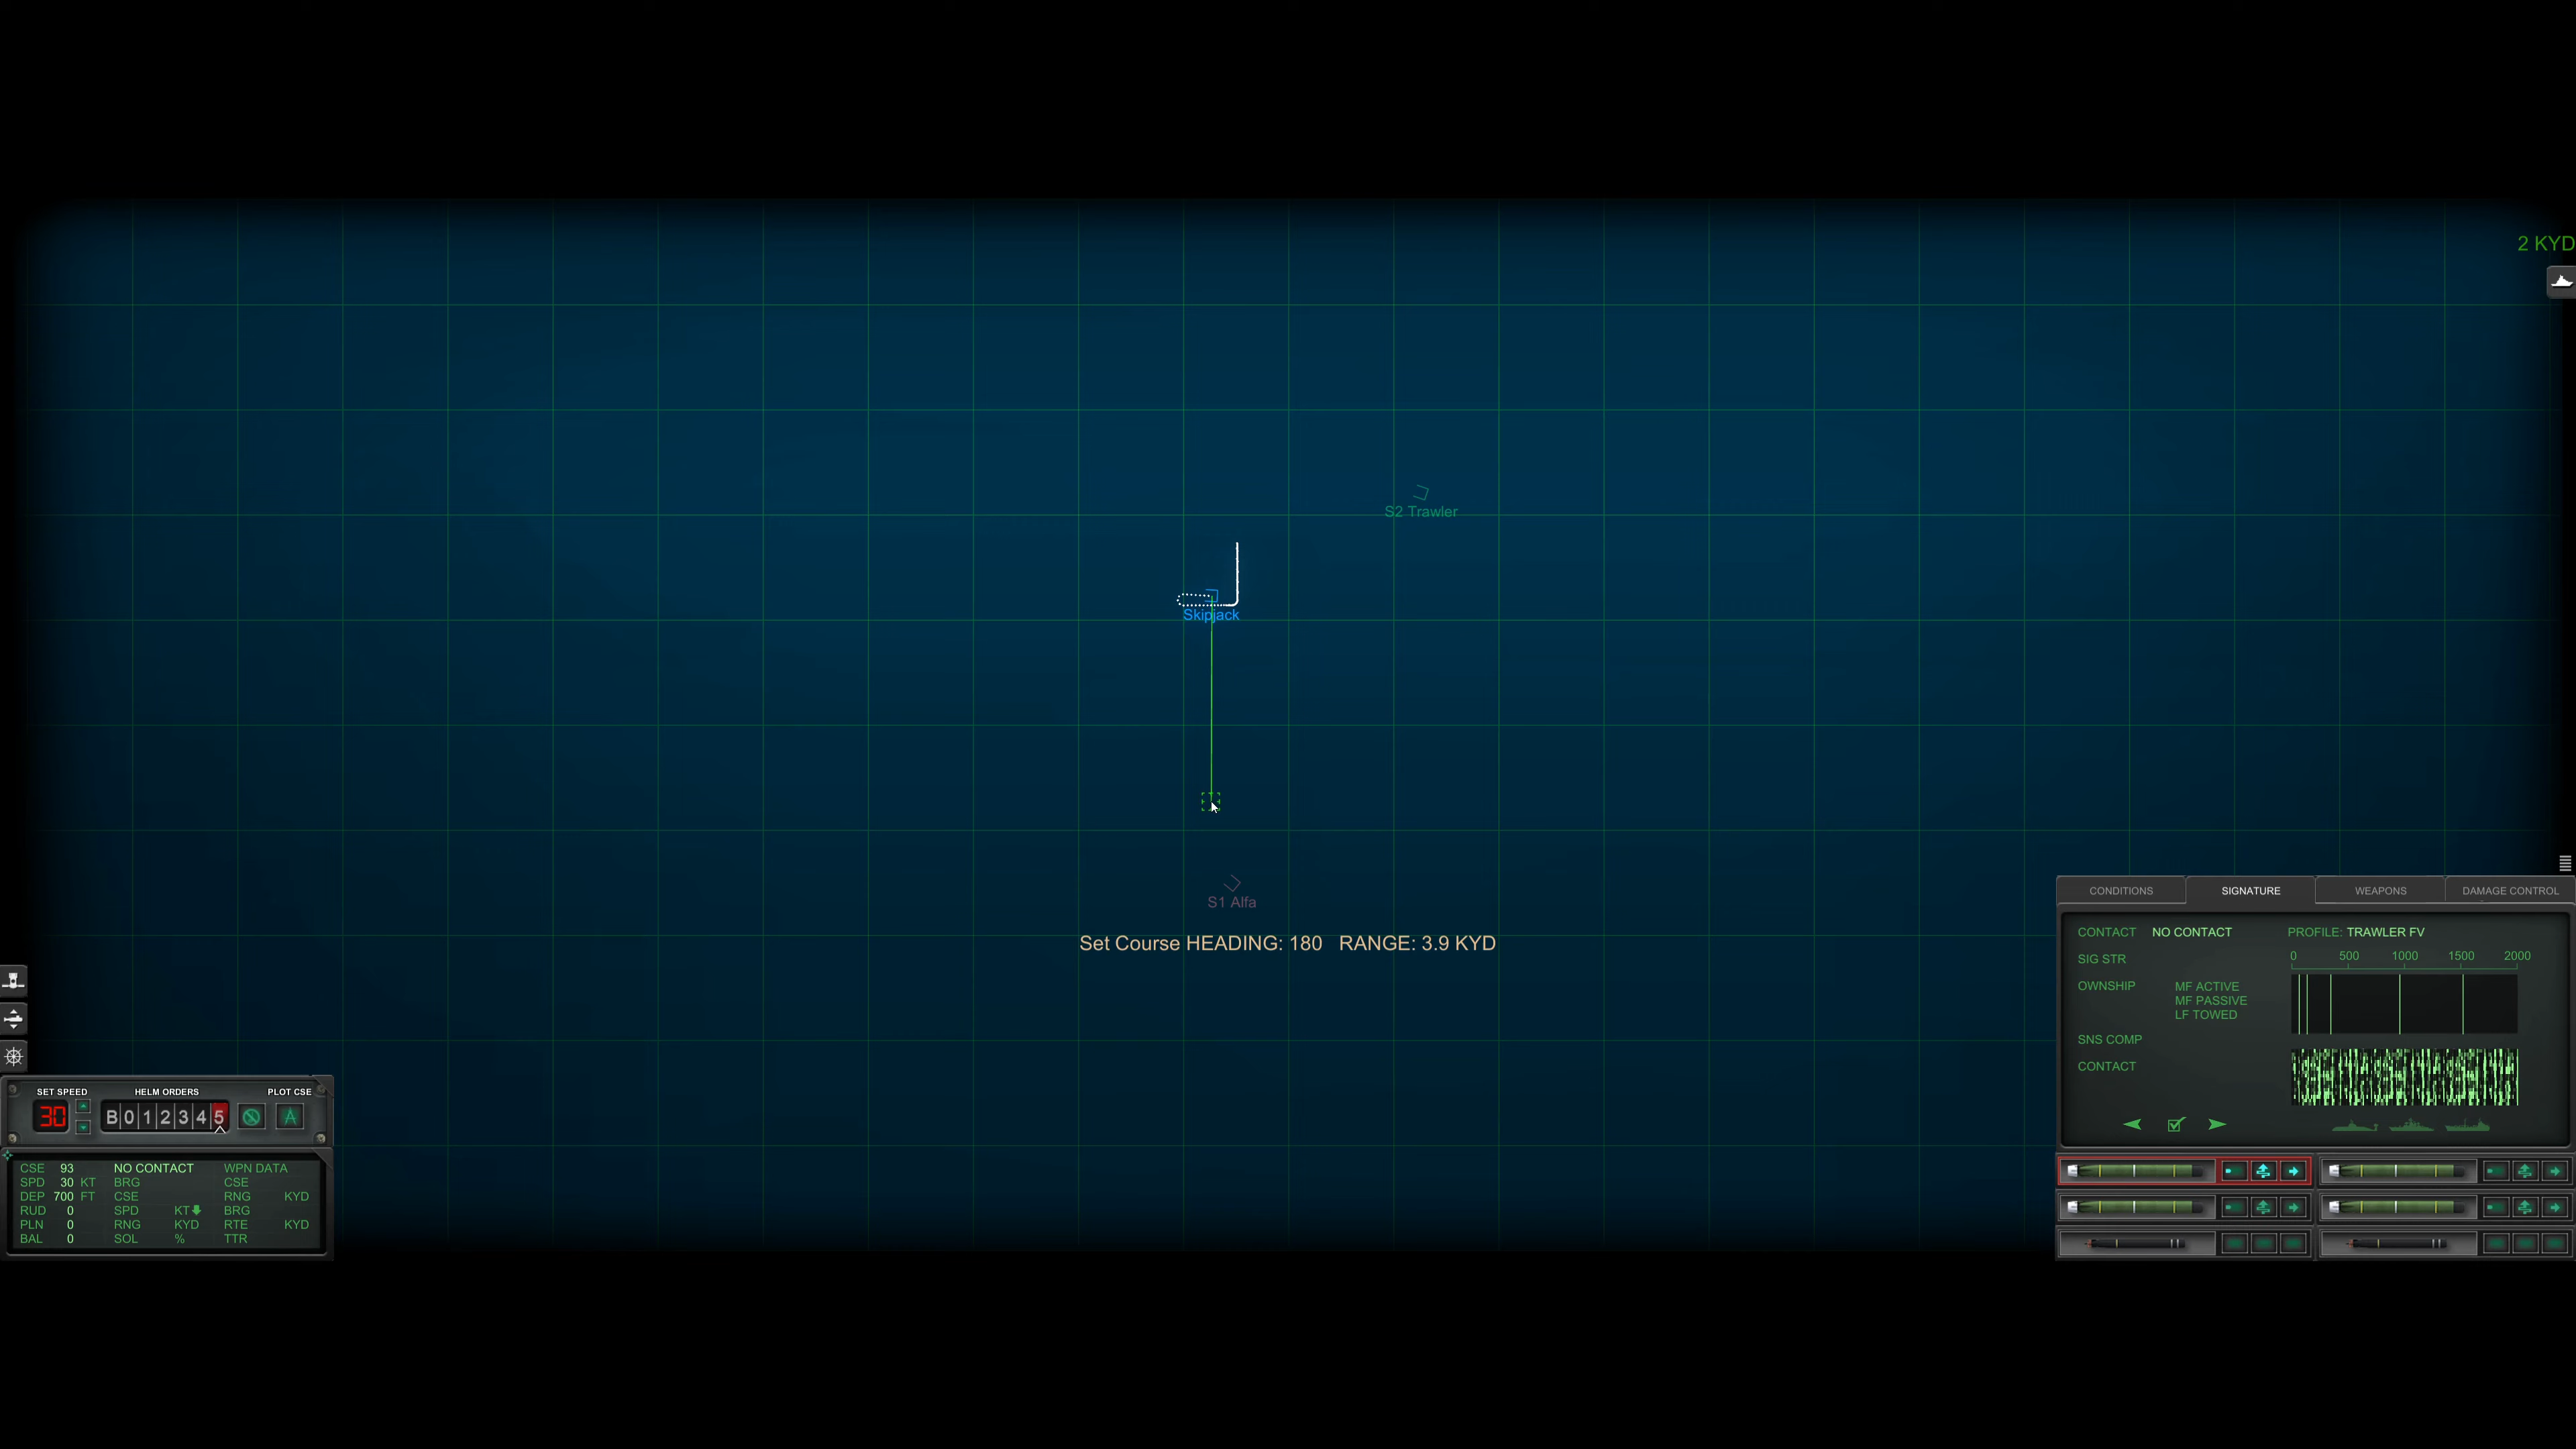 2 KYD
S2 Trawler
Skipjack
S1 Alfa
Set Course HEADING: 180 RANGE: 3.9 KYD
SET SPEED HELM ORDERS PLOT CSE
30 B 0 1 2 3 4 5
CSE 93 NO CONTACT WPN DATA
SPD 30 KT BRG CSE
DEP 700 FT CSE RNG KYD
RUD 0 SPD KT BRG
PLN 0 RNG KYD RTE KYD
BAL 0 SOL % TTR
CONDITIONS SIGNATURE WEAPONS DAMAGE CONTROL
CONTACT NO CONTACT PROFILE: TRAWLER FV
SIG STR 0 500 1000 1500 2000
OWNSHIP MF ACTIVE
MF PASSIVE
LF TOWED
SNS COMP
CONTACT